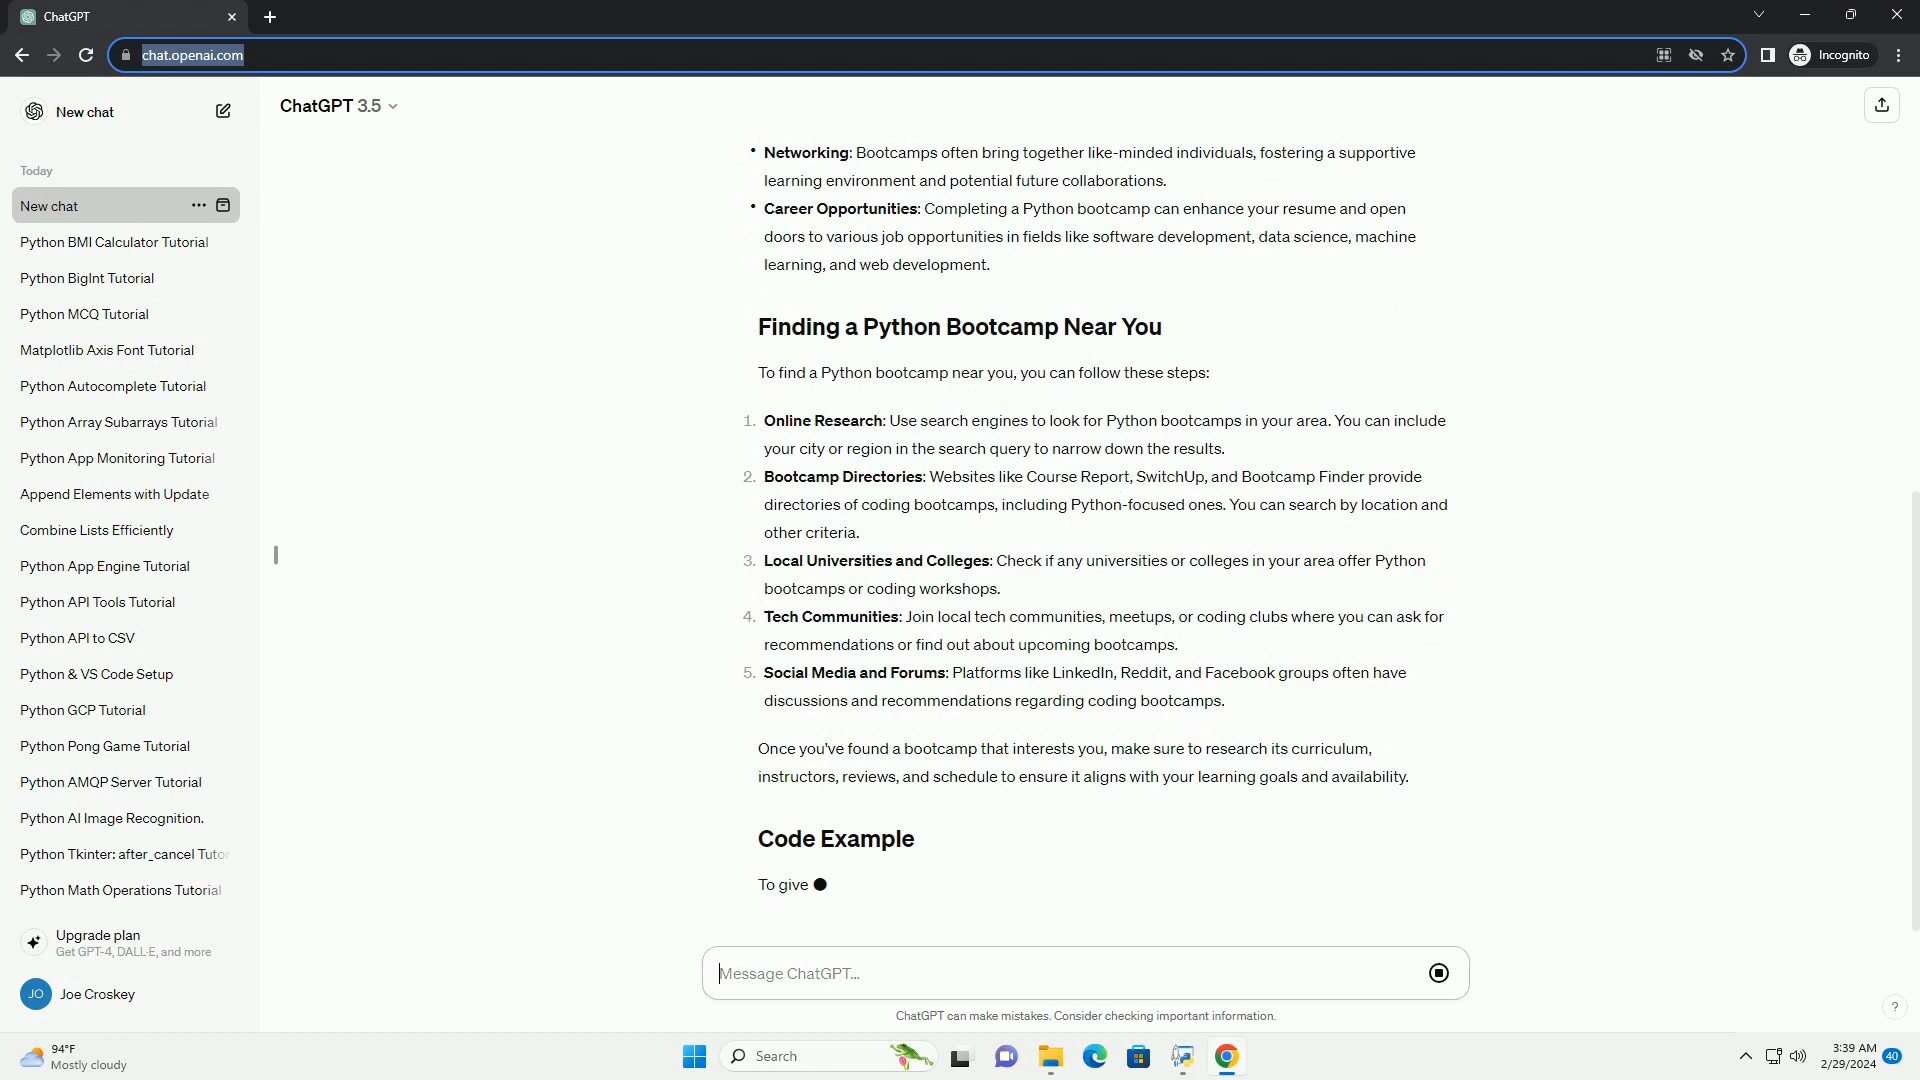 ChatGPT
chat.openai.com
Incognito
New chat
ChatGPT 3.5
Today
New chat
Python BMI Calculator Tutorial
Python BigInt Tutorial
Python MCQ Tutorial
Matplotlib Axis Font Tutorial
Python Autocomplete Tutorial
Python Array Subarrays Tutorial
Python App Monitoring Tutorial
Append Elements with Update
Combine Lists Efficiently
Python App Engine Tutorial
Python API Tools Tutorial
Python API to CSV
Python & VS Code Setup
Python GCP Tutorial
Python Pong Game Tutorial
Python AMQP Server Tutorial
Python AI Image Recognition.
Python Tkinter: after_cancel Tutor
Python Math Operations Tutorial
Upgrade plan
Get GPT-4, DALL·E, and more
JO Joe Croskey
• Networking: Bootcamps often bring together like-minded individuals, fostering a supportive
learning environment and potential future collaborations.
• Career Opportunities: Completing a Python bootcamp can enhance your resume and open
doors to various job opportunities in fields like software development, data science, machine
learning, and web development.
Finding a Python Bootcamp Near You
To find a Python bootcamp near you, you can follow these steps:
1. Online Research: Use search engines to look for Python bootcamps in your area. You can include
your city or region in the search query to narrow down the results.
2. Bootcamp Directories: Websites like Course Report, SwitchUp, and Bootcamp Finder provide
directories of coding bootcamps, including Python-focused ones. You can search by location and
other criteria.
3. Local Universities and Colleges: Check if any universities or colleges in your area offer Python
bootcamps or coding workshops.
4. Tech Communities: Join local tech communities, meetups, or coding clubs where you can ask for
recommendations or find out about upcoming bootcamps.
5. Social Media and Forums: Platforms like LinkedIn, Reddit, and Facebook groups often have
discussions and recommendations regarding coding bootcamps.
Once you've found a bootcamp that interests you, make sure to research its curriculum,
instructors, reviews, and schedule to ensure it aligns with your learning goals and availability.
Code Example
To give
Message ChatGPT...
ChatGPT can make mistakes. Consider checking important information.
?
94°F
Mostly cloudy
Search
3:39 AM
2/29/2024
40